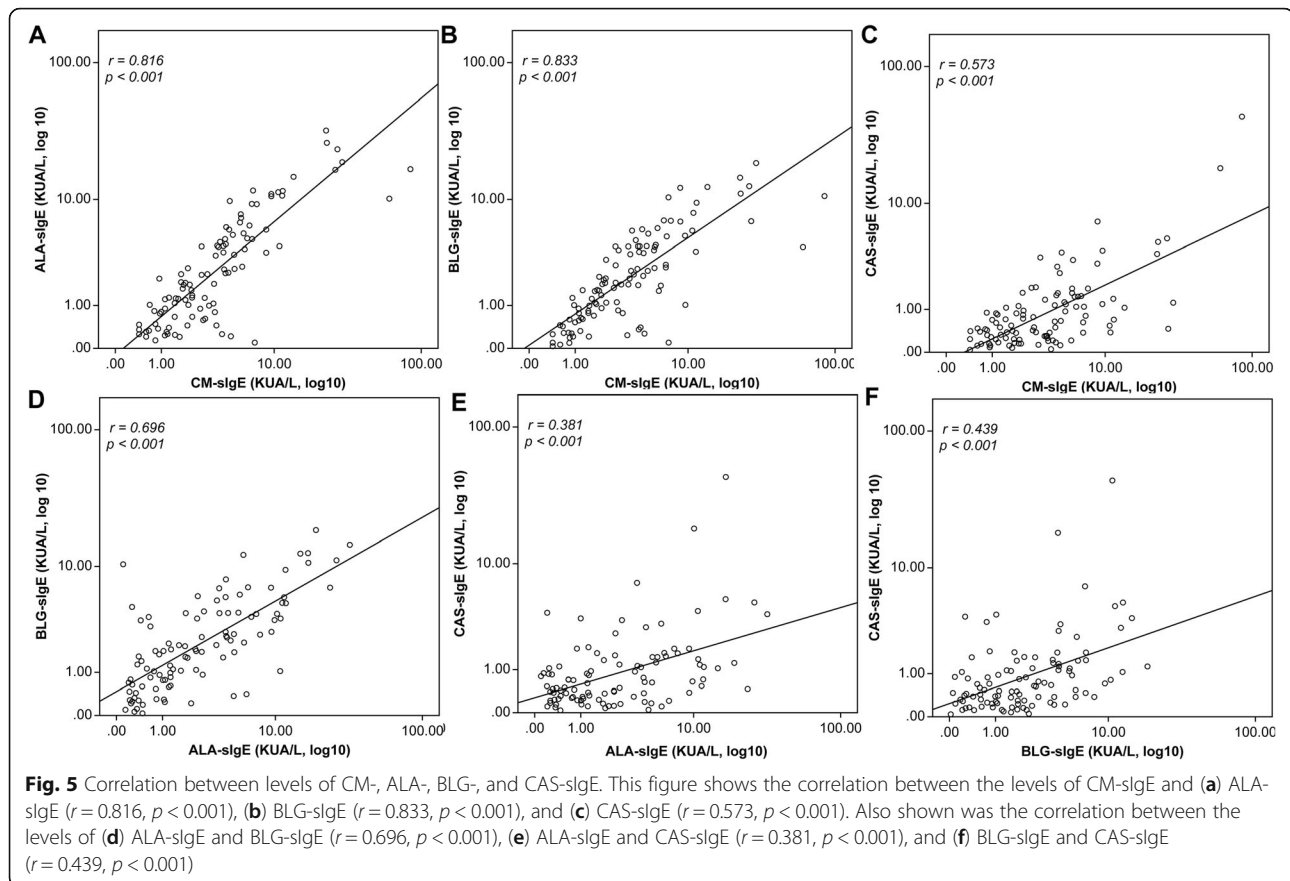 A
r = 0.816
p < 0.001
100.00
10.00
1.00
.00
ALA-sIgE (KUA/L, log 10)
.00 1.00 10.00 100.00
CM-sIgE (KUA/L, log10)
B
r = 0.833
p < 0.001
100.00
10.00
1.00
.00
BLG-sIgE (KUA/L, log 10)
.00 1.00 10.00 100.00
CM-sIgE (KUA/L, log10)
C
r = 0.573
p < 0.001
100.00
10.00
1.00
.00
CAS-sIgE (KUA/L, log 10)
.00 1.00 10.00 100.00
CM-sIgE (KUA/L, log10)
D
r = 0.696
p < 0.001
100.00
10.00
1.00
.00
BLG-sIgE (KUA/L, log 10)
.00 1.00 10.00 100.00
ALA-sIgE (KUA/L, log10)
E
r = 0.381
p < 0.001
100.00
10.00
1.00
.00
CAS-sIgE (KUA/L, log 10)
.00 1.00 10.00 100.00
ALA-sIgE (KUA/L, log10)
F
r = 0.439
p < 0.001
100.00
10.00
1.00
.00
CAS-sIgE (KUA/L, log 10)
.00 1.00 10.00 100.00
BLG-sIgE (KUA/L, log10)
Fig. 5 Correlation between levels of CM-, ALA-, BLG-, and CAS-sIgE. This figure shows the correlation between the levels of CM-sIgE and (a) ALA-
sIgE (r = 0.816, p < 0.001), (b) BLG-sIgE (r = 0.833, p < 0.001), and (c) CAS-sIgE (r = 0.573, p < 0.001). Also shown was the correlation between the
levels of (d) ALA-sIgE and BLG-sIgE (r = 0.696, p < 0.001), (e) ALA-sIgE and CAS-sIgE (r = 0.381, p < 0.001), and (f) BLG-sIgE and CAS-sIgE
(r = 0.439, p < 0.001)